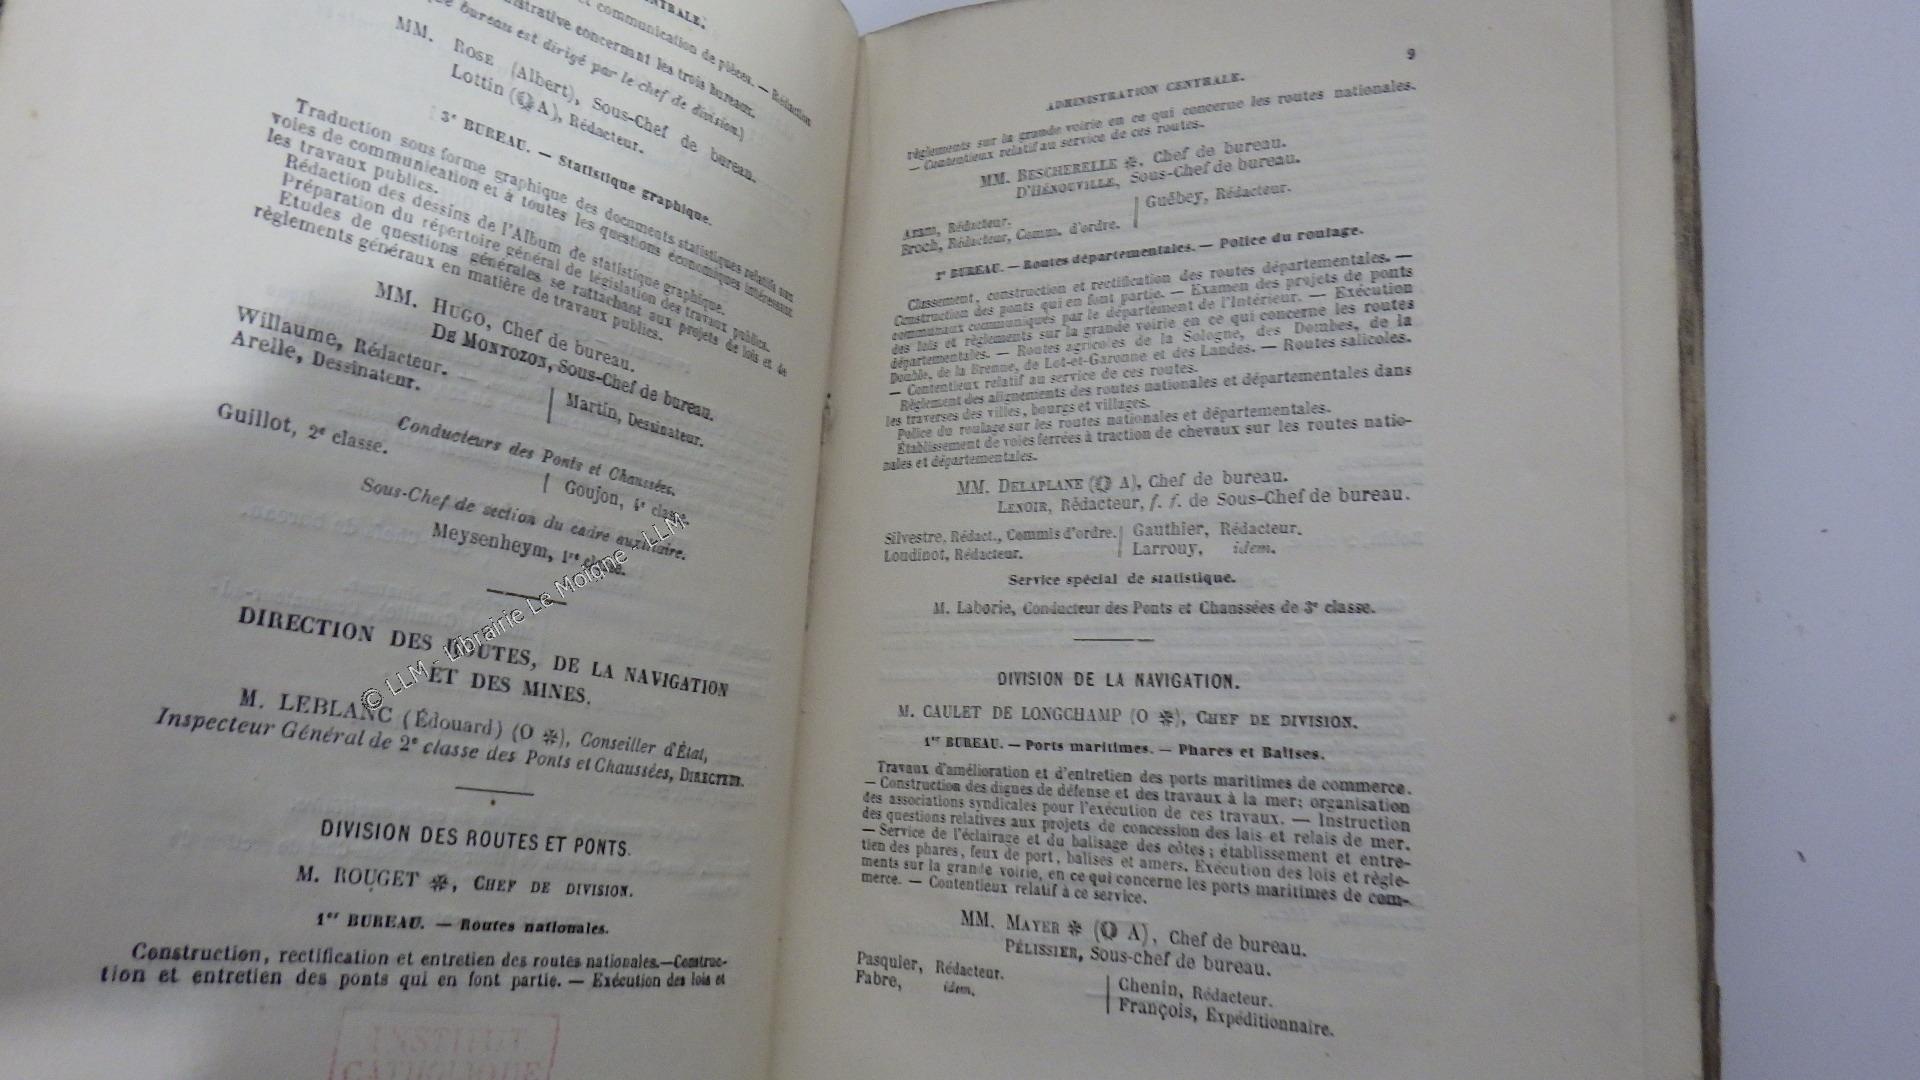 NTRALE.
et communication de pièces. — Rédaction
istrative concernant les trois bureaux.
bureau est dirigé par le chef de division.)
MM. ROSE (Albert), Sous-Chef de bureau.
Lottin (A), Rédacteur.
3e BUREAU. — Statistique graphique.
Traduction sous forme graphique des documents statistiques relatifs aux
voies de communication et à toutes les questions économiques intéressant
les travaux publics.
Rédaction des dessins de l'Album de statistique graphique.
Préparation du répertoire général de législation des travaux publics.
Etudes de questions générales se rattachant aux projets de lois et de
règlements généraux en matière de travaux publics.
MM. HUGO, Chef de bureau.
DE MONTOZON, Sous-Chef de bureau.
Willaume, Rédacteur.
Arelle, Dessinateur.
Martin, Dessinateur.
Conducteurs des Ponts et Chaussées.
Guillot, 2e classe.
Goujon, 4e classe.
Sous-Chef de section du cadre auxiliaire.
Meysenheym, 1re classe.
DIRECTION DES ROUTES, DE LA NAVIGATION
ET DES MINES.
M. LEBLANC (Édouard) (O ✻), Conseiller d'État,
Inspecteur Général de 2e classe des Ponts et Chaussées, DIRECTEUR.
DIVISION DES ROUTES ET PONTS.
M. ROUGET ✻, CHEF DE DIVISION.
1er BUREAU. — Routes nationales.
Construction, rectification et entretien des routes nationales.—Construc-
tion et entretien des ponts qui en font partie. — Exécution des lois et
INSTITUT
CATHOLIQUE
© LLM - Librairie Le Moigne - LLM
ADMINISTRATION CENTRALE.
9
règlements sur la grande voirie en ce qui concerne les routes nationales.
— Contentieux relatif au service de ces routes.
MM. BESCHERELLE ✻, Chef de bureau.
D'HÉNOUVILLE, Sous-Chef de bureau.
Aram, Rédacteur.
Broch, Rédacteur, Comm. d'ordre.
Guébey, Rédacteur.
2e BUREAU. — Routes départementales. — Police du roulage.
Classement, construction et rectification des routes départementales. —
Construction des ponts qui en font partie. — Examen des projets de ponts
communaux communiqués par le département de l'Intérieur. — Exécution
des lois et règlements sur la grande voirie en ce qui concerne les routes
départementales. — Routes agricoles de la Sologne, des Dombes, de la
Double, de la Brenne, de Lot-et-Garonne et des Landes. — Routes salicoles.
— Contentieux relatif au service de ces routes.
Règlement des alignements des routes nationales et départementales dans
les traverses des villes, bourgs et villages.
Police du roulage sur les routes nationales et départementales.
Établissement de voies ferrées à traction de chevaux sur les routes natio-
nales et départementales.
MM. DELAPLANE (A), Chef de bureau.
LENOIR, Rédacteur, f. f. de Sous-Chef de bureau.
Silvestre, Rédact., Commis d'ordre.
Loudinot, Rédacteur.
Gauthier, Rédacteur.
Larrouy, idem.
Service spécial de statistique.
M. Laborie, Conducteur des Ponts et Chaussées de 3e classe.
DIVISION DE LA NAVIGATION.
M. CAULET DE LONGCHAMP (O ✻), CHEF DE DIVISION.
1er BUREAU. — Ports maritimes. — Phares et Balises.
Travaux d'amélioration et d'entretien des ports maritimes de commerce.
— Construction des digues de défense et des travaux à la mer; organisation
des associations syndicales pour l'exécution de ces travaux. — Instruction
des questions relatives aux projets de concession des lais et relais de mer.
— Service de l'éclairage et du balisage des côtes; établissement et entre-
tien des phares, feux de port, balises et amers. Exécution des lois et règle-
ments sur la grande voirie, en ce qui concerne les ports maritimes de com-
merce. — Contentieux relatif à ce service.
MM. MAYER ✻ (A), Chef de bureau.
PÉLISSIER, Sous-chef de bureau.
Pasquier, Rédacteur.
Fabre, idem.
Chenin, Rédacteur.
François, Expéditionnaire.